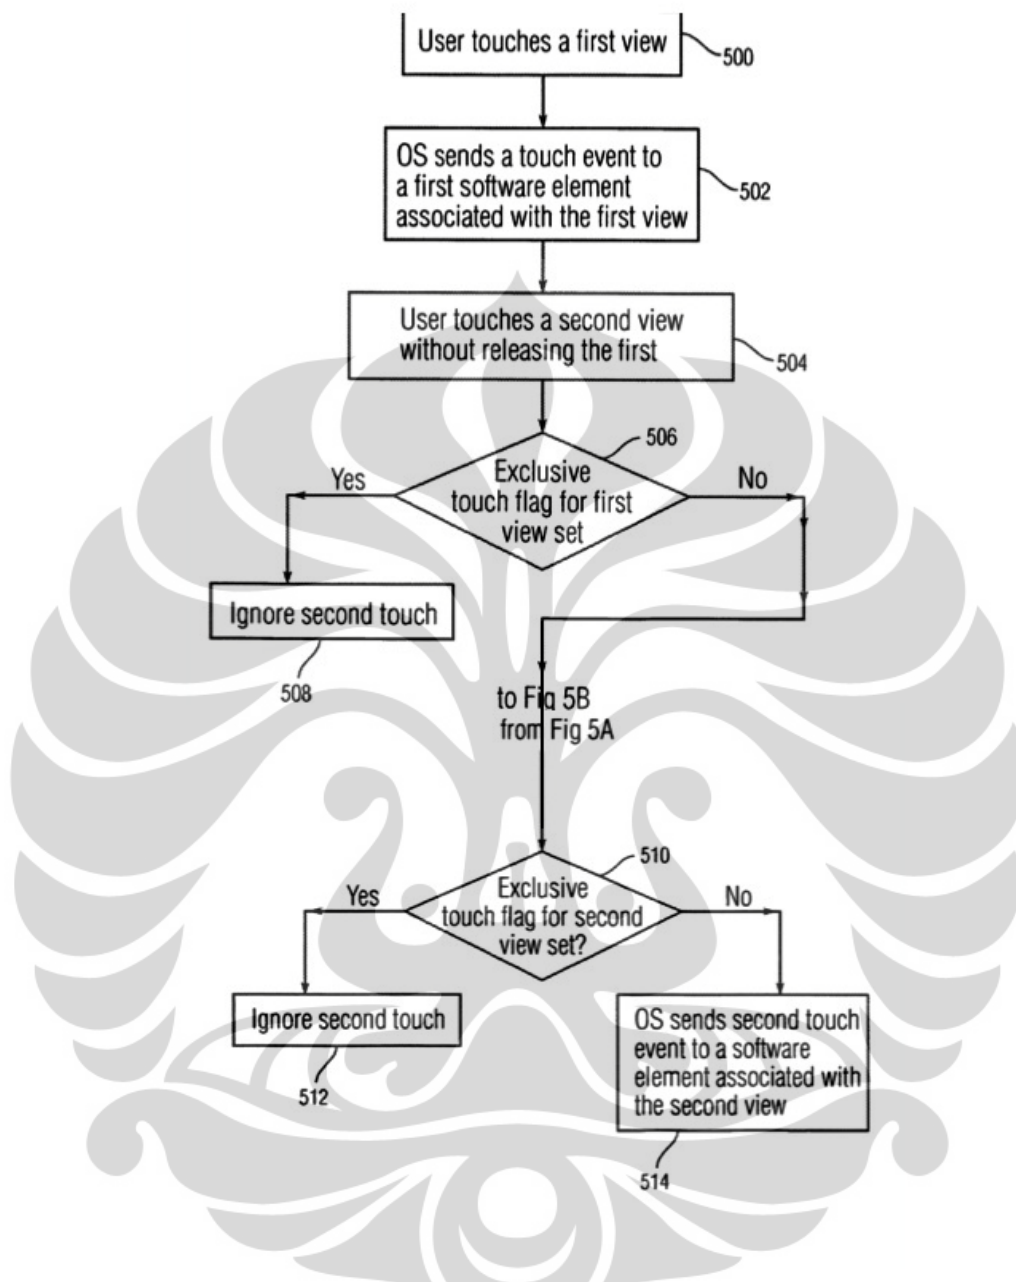 User touches a first view
500
OS sends a touch event to
a first software element
associated with the first view
502
User touches a second view
without releasing the first
504
506
Yes
Exclusive
touch flag for first
view set
No
Ignore second touch
508
to Fig 5B
from Fig 5A
510
Yes
Exclusive
touch flag for second
view set?
No
Ignore second touch
512
OS sends second touch
event to a software
element associated with
the second view
514